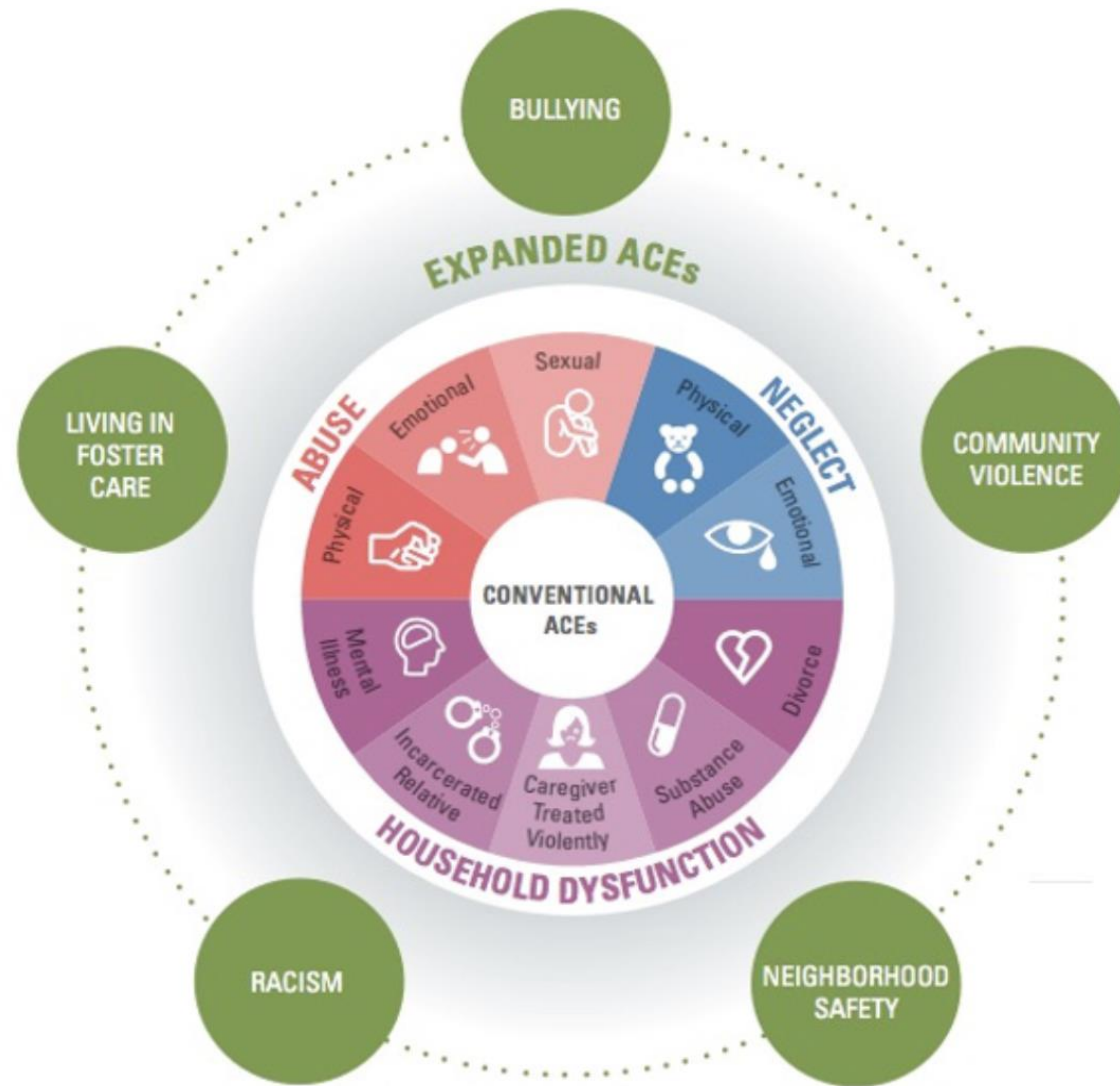 BULLYING
EXPANDED ACEs
LIVING IN
FOSTER
CARE
COMMUNITY
VIOLENCE
ABUSE
NEGLECT
Physical
Emotional
Sexual
Physical
Emotional
CONVENTIONAL
ACEs
Mental
Illness
Incarcerated
Relative
Caregiver
Treated
Violently
Substance
Abuse
Divorce
HOUSEHOLD DYSFUNCTION
RACISM
NEIGHBORHOOD
SAFETY